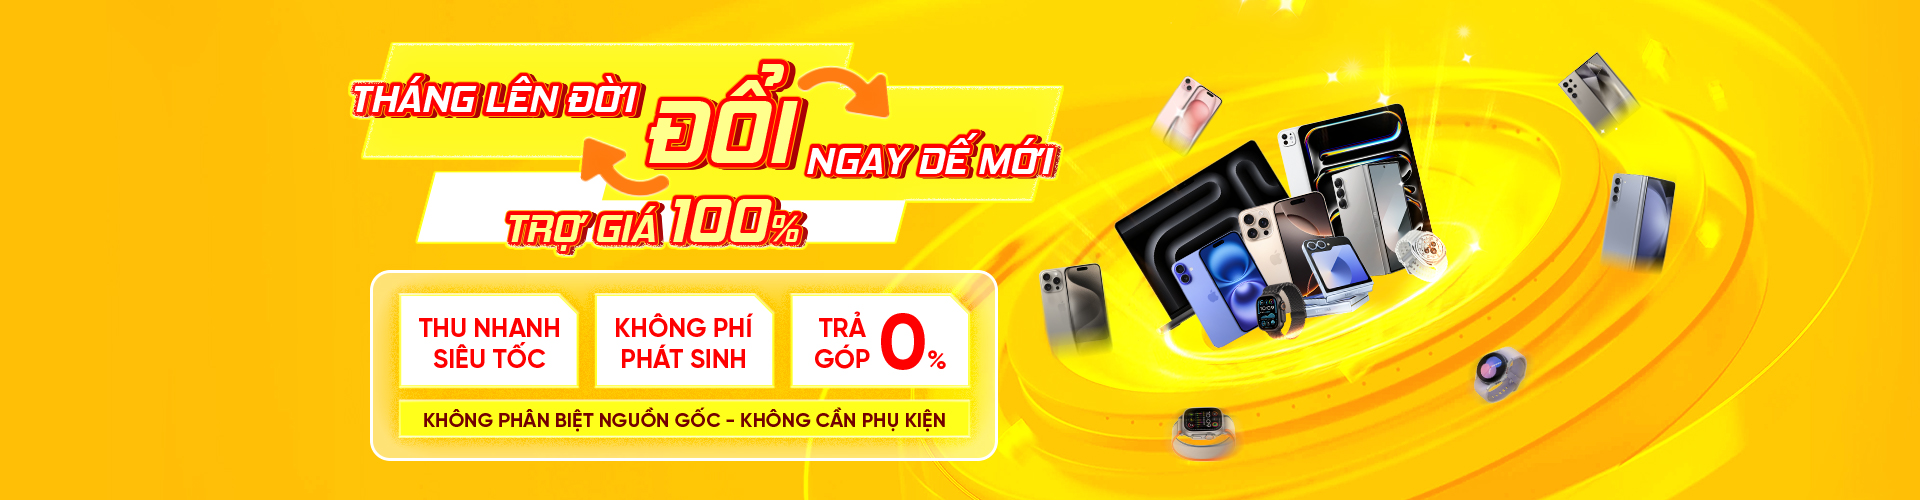 THÁNG LÊN ĐỜI
ĐỔI
NGAY DẾ MỚI
TRỢ GIÁ 100%
THU NHANH
SIÊU TỐC
KHÔNG PHÍ
PHÁT SINH
TRẢ
GÓP 0%
KHÔNG PHÂN BIỆT NGUỒN GỐC - KHÔNG CẦN PHỤ KIỆN